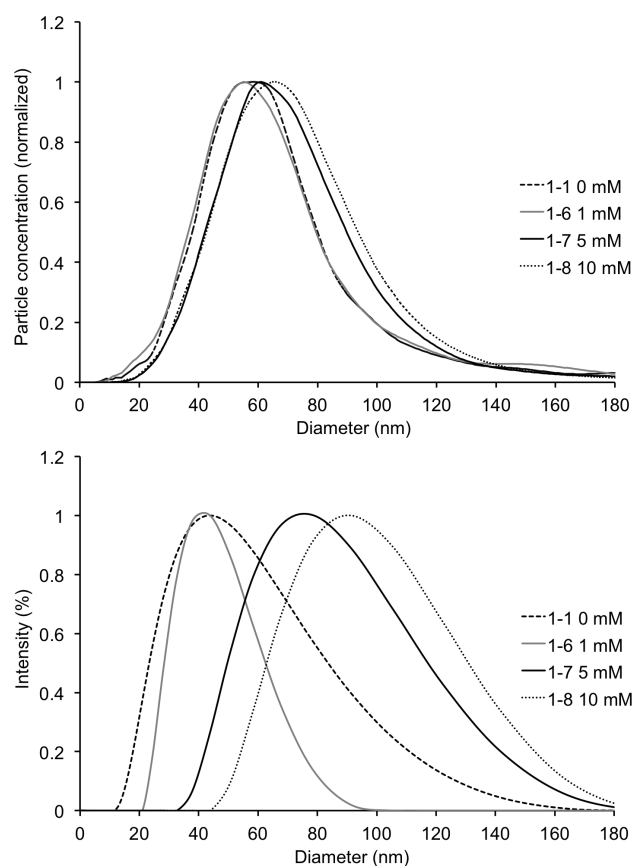 1.2
1
0.8
0.6
0.4
0.2
0
Particle concentration (normalized)
1-1 0 mM
1-6 1 mM
1-7 5 mM
1-8 10 mM
0 20 40 60 80 100 120 140 160 180
Diameter (nm)
1.2
1
0.8
0.6
0.4
0.2
0
Intensity (%)
1-1 0 mM
1-6 1 mM
1-7 5 mM
1-8 10 mM
0 20 40 60 80 100 120 140 160 180
Diameter (nm)